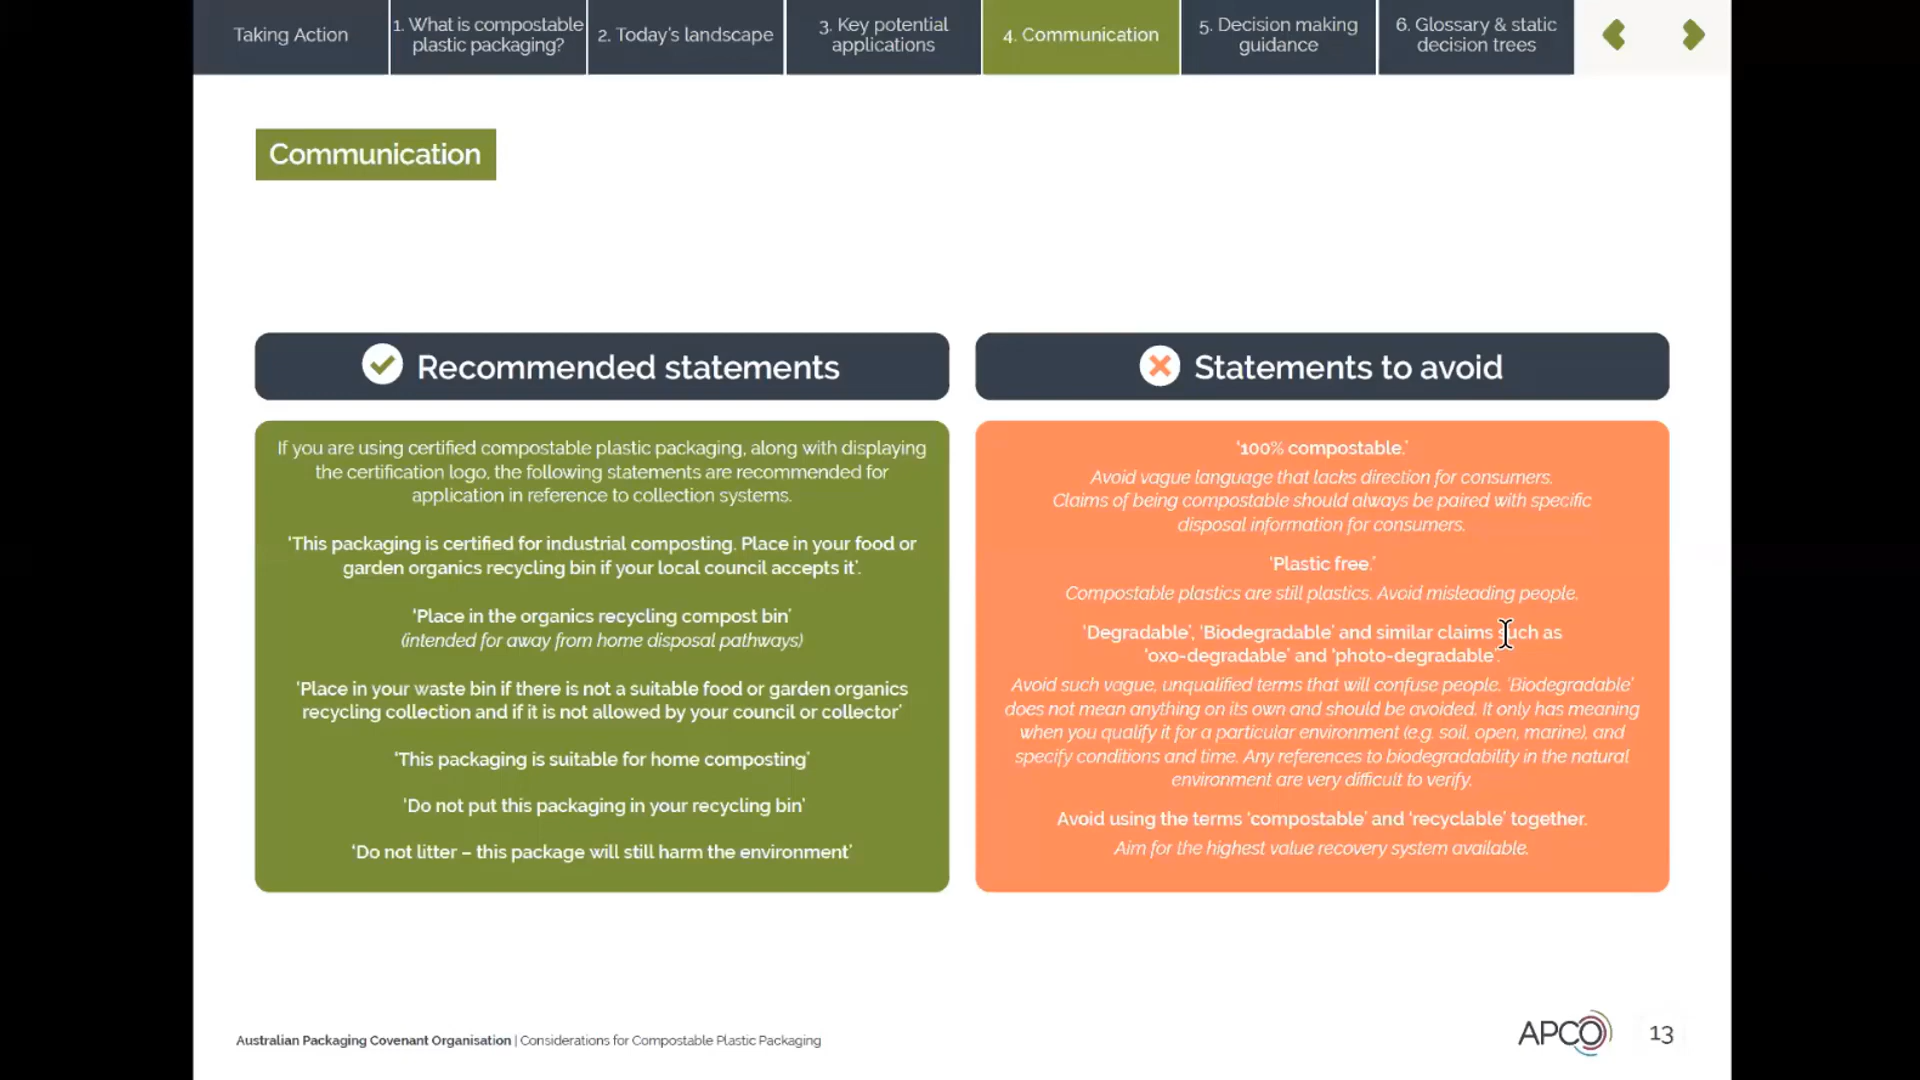 Taking Action
1. What is compostable
plastic packaging?
2. Today's landscape
3. Key potential
applications
4. Communication
5. Decision making
guidance
6. Glossary & static
decision trees
Communication
Recommended statements
If you are using certified compostable plastic packaging, along with displaying
the certification logo, the following statements are recommended for
application in reference to collection systems.
'This packaging is certified for industrial composting. Place in your food or
garden organics recycling bin if your local council accepts it'.
'Place in the organics recycling compost bin'
(intended for away from home disposal pathways)
'Place in your waste bin if there is not a suitable food or garden organics
recycling collection and if it is not allowed by your council or collector'
'This packaging is suitable for home composting'
'Do not put this packaging in your recycling bin'
'Do not litter – this package will still harm the environment'
Statements to avoid
'100% compostable.'
Avoid vague language that lacks direction for consumers.
Claims of being compostable should always be paired with specific
disposal information for consumers.
'Plastic free.'
Compostable plastics are still plastics. Avoid misleading people.
'Degradable', 'Biodegradable' and similar claims such as
'oxo-degradable' and 'photo-degradable'.
Avoid such vague, unqualified terms that will confuse people. 'Biodegradable'
does not mean anything on its own and should be avoided. It only has meaning
when you qualify it for a particular environment (e.g. soil, open, marine), and
specify conditions and time. Any references to biodegradability in the natural
environment are very difficult to verify.
Avoid using the terms 'compostable' and 'recyclable' together.
Aim for the highest value recovery system available.
Australian Packaging Covenant Organisation | Considerations for Compostable Plastic Packaging
APCO
13